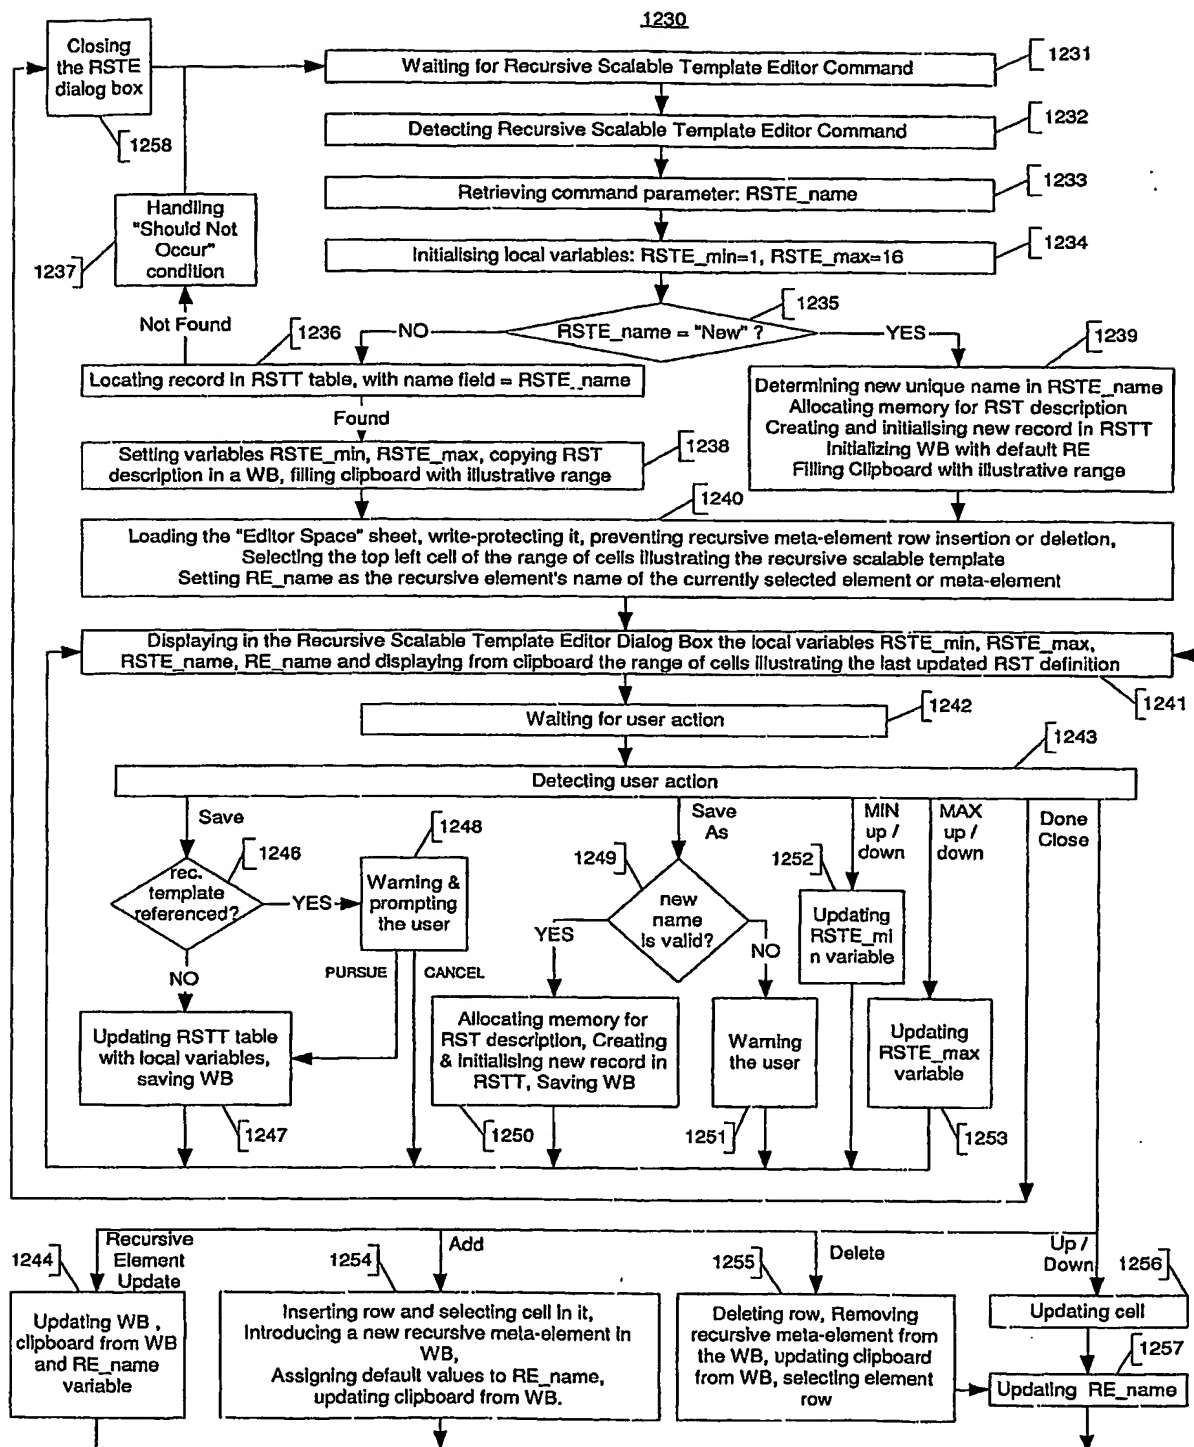 1230
Closing
the RSTE
dialog box
1258
Waiting for Recursive Scalable Template Editor Command
1231
Detecting Recursive Scalable Template Editor Command
1232
Retrieving command parameter: RSTE_name
1233
Initialising local variables: RSTE_min=1, RSTE_max=16
1234
Handling
"Should Not
Occur"
condition
1237
Not Found
1236
NO
RSTE_name = "New" ?
1235
YES
1239
Locating record in RSTT table, with name field = RSTE_name
Found
Determining new unique name in RSTE_name
Allocating memory for RST description
Creating and initialising new record in RSTT
Initializing WB with default RE
Filling Clipboard with illustrative range
Setting variables RSTE_min, RSTE_max, copying RST
description in a WB, filling clipboard with illustrative range
1238
1240
Loading the "Editor Space" sheet, write-protecting it, preventing recursive meta-element row insertion or deletion,
Selecting the top left cell of the range of cells illustrating the recursive scalable template
Setting RE_name as the recursive element's name of the currently selected element or meta-element
Displaying in the Recursive Scalable Template Editor Dialog Box the local variables RSTE_min, RSTE_max,
RSTE_name, RE_name and displaying from clipboard the range of cells illustrating the last updated RST definition
1241
Waiting for user action
1242
1243
Detecting user action
Save
1246
rec.
template
referenced?
YES
NO
1248
Warning &
prompting
the user
PURSUE
CANCEL
Updating RSTT table
with local variables,
saving WB
1247
Save
As
1249
new
name
is valid?
YES
NO
Allocating memory for
RST description, Creating
& initialising new record in
RSTT, Saving WB
1250
Warning
the user
1251
MIN
up /
down
1252
Updating
RSTE_mi
n variable
MAX
up /
down
Updating
RSTE_max
variable
1253
Done
Close
1244
Recursive
Element
Update
Updating WB ,
clipboard from WB
and RE_name
variable
1254
Add
Inserting row and selecting cell in it,
Introducing a new recursive meta-element in
WB,
Assigning default values to RE_name,
updating clipboard from WB.
1255
Delete
Deleting row, Removing
recursive meta-element from
the WB, updating clipboard
from WB, selecting element
row
Up /
Down
1256
Updating cell
1257
Updating RE_name